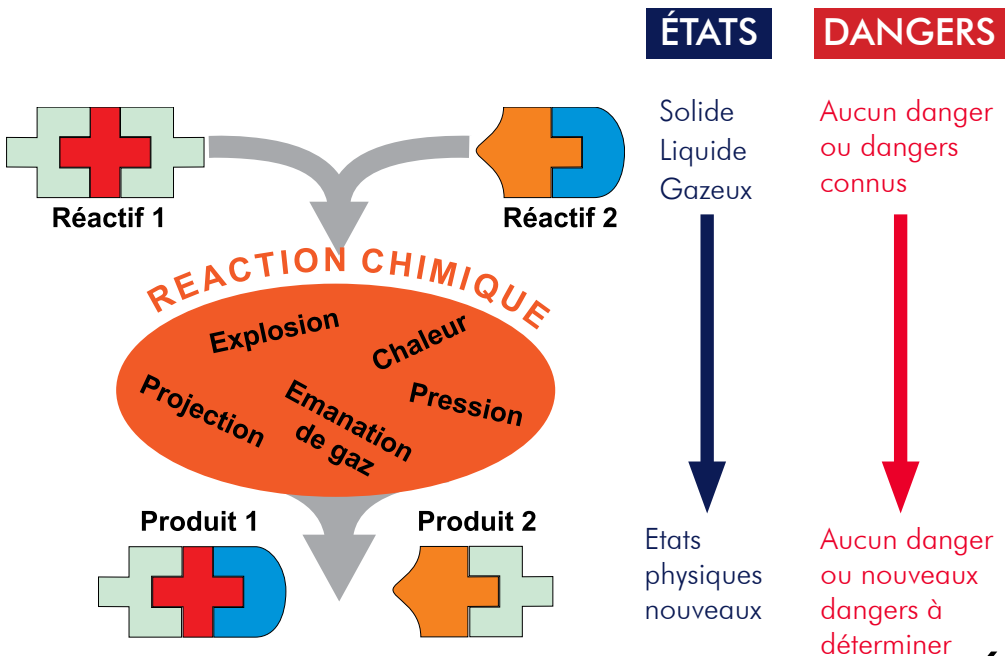 ÉTATS
DANGERS
Solide
Liquide
Gazeux
Aucun danger
ou dangers
connus
Réactif 1
Réactif 2
REACTION CHIMIQUE
Explosion
Chaleur
Projection
Emanation
de gaz
Pression
Produit 1
Produit 2
Etats
physiques
nouveaux
Aucun danger
ou nouveaux
dangers à
déterminer